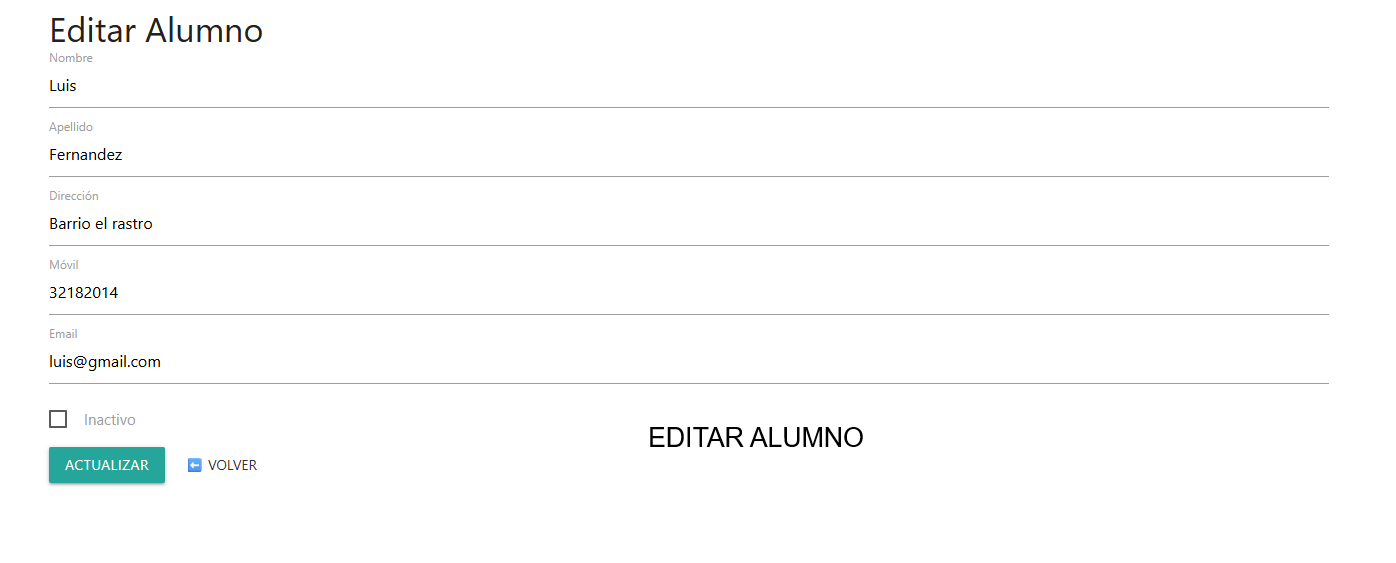 Editar Alumno
Nombre
Luis
Apellido
Fernandez
Dirección
Barrio el rastro
Móvil
32182014
Email
luis@gmail.com
Inactivo
EDITAR ALUMNO
ACTUALIZAR
VOLVER